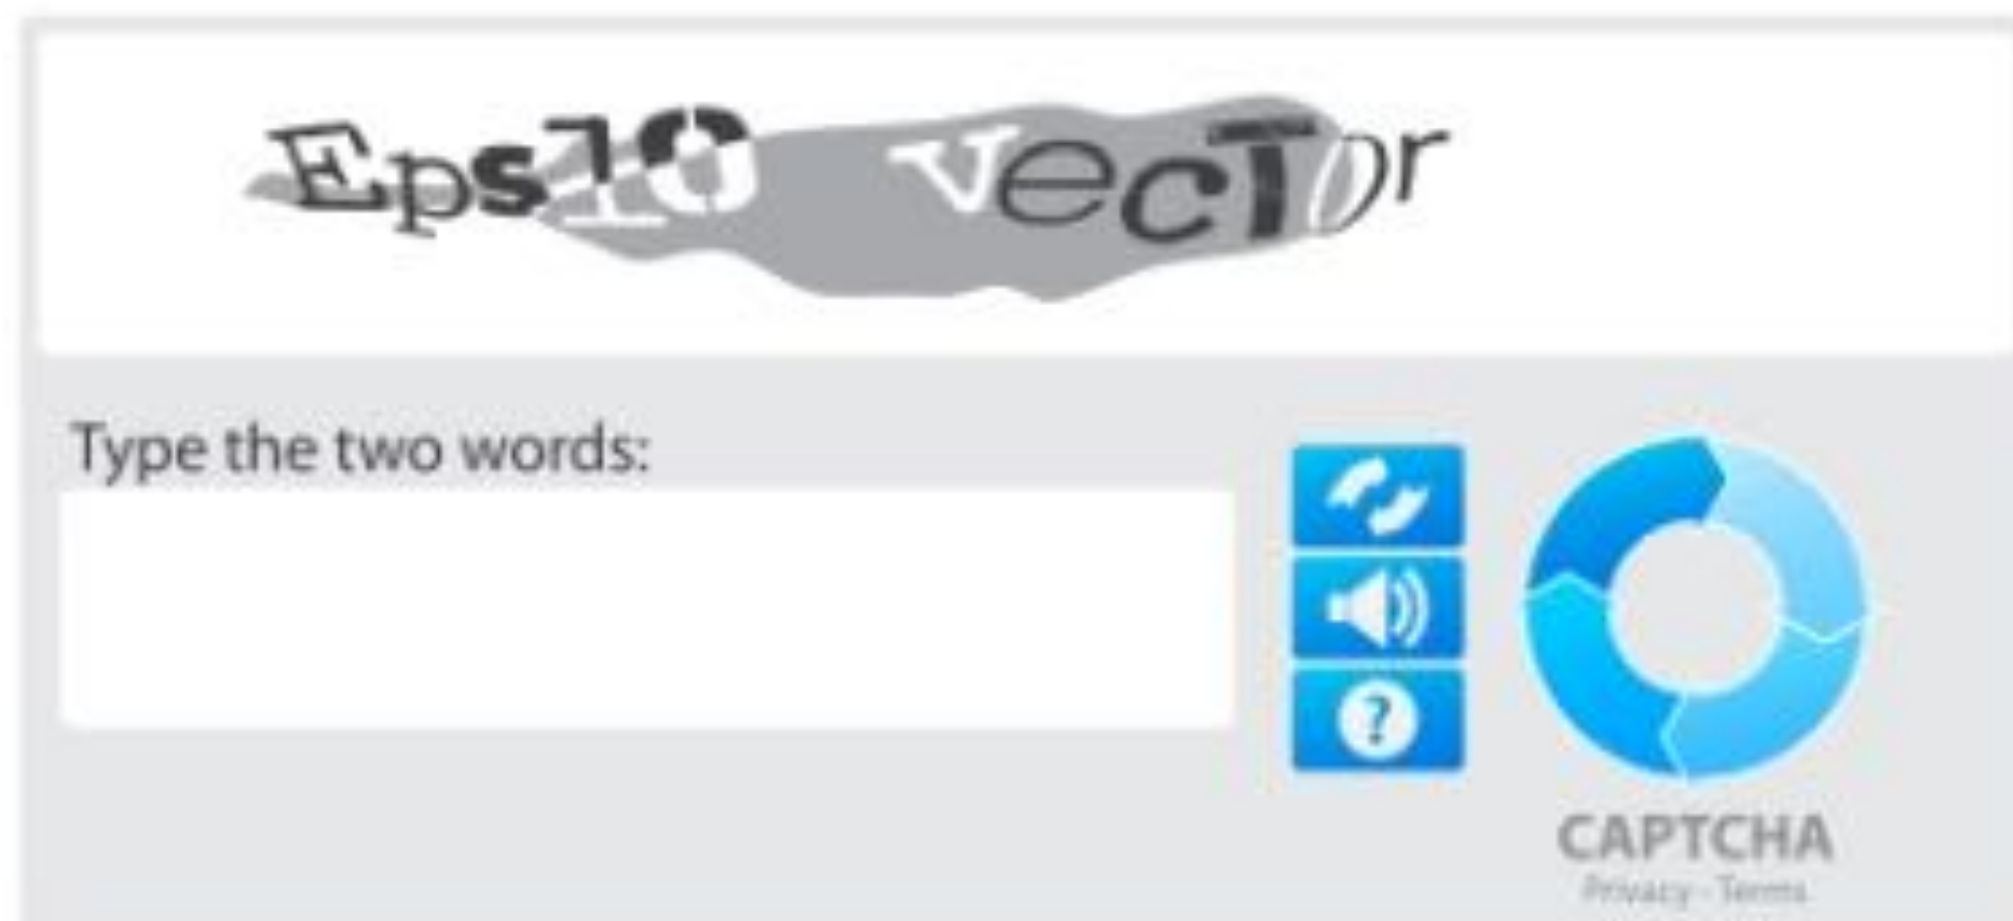 Eps10 vecTor
Type the two words:
?
CAPTCHA
Privacy - Terms